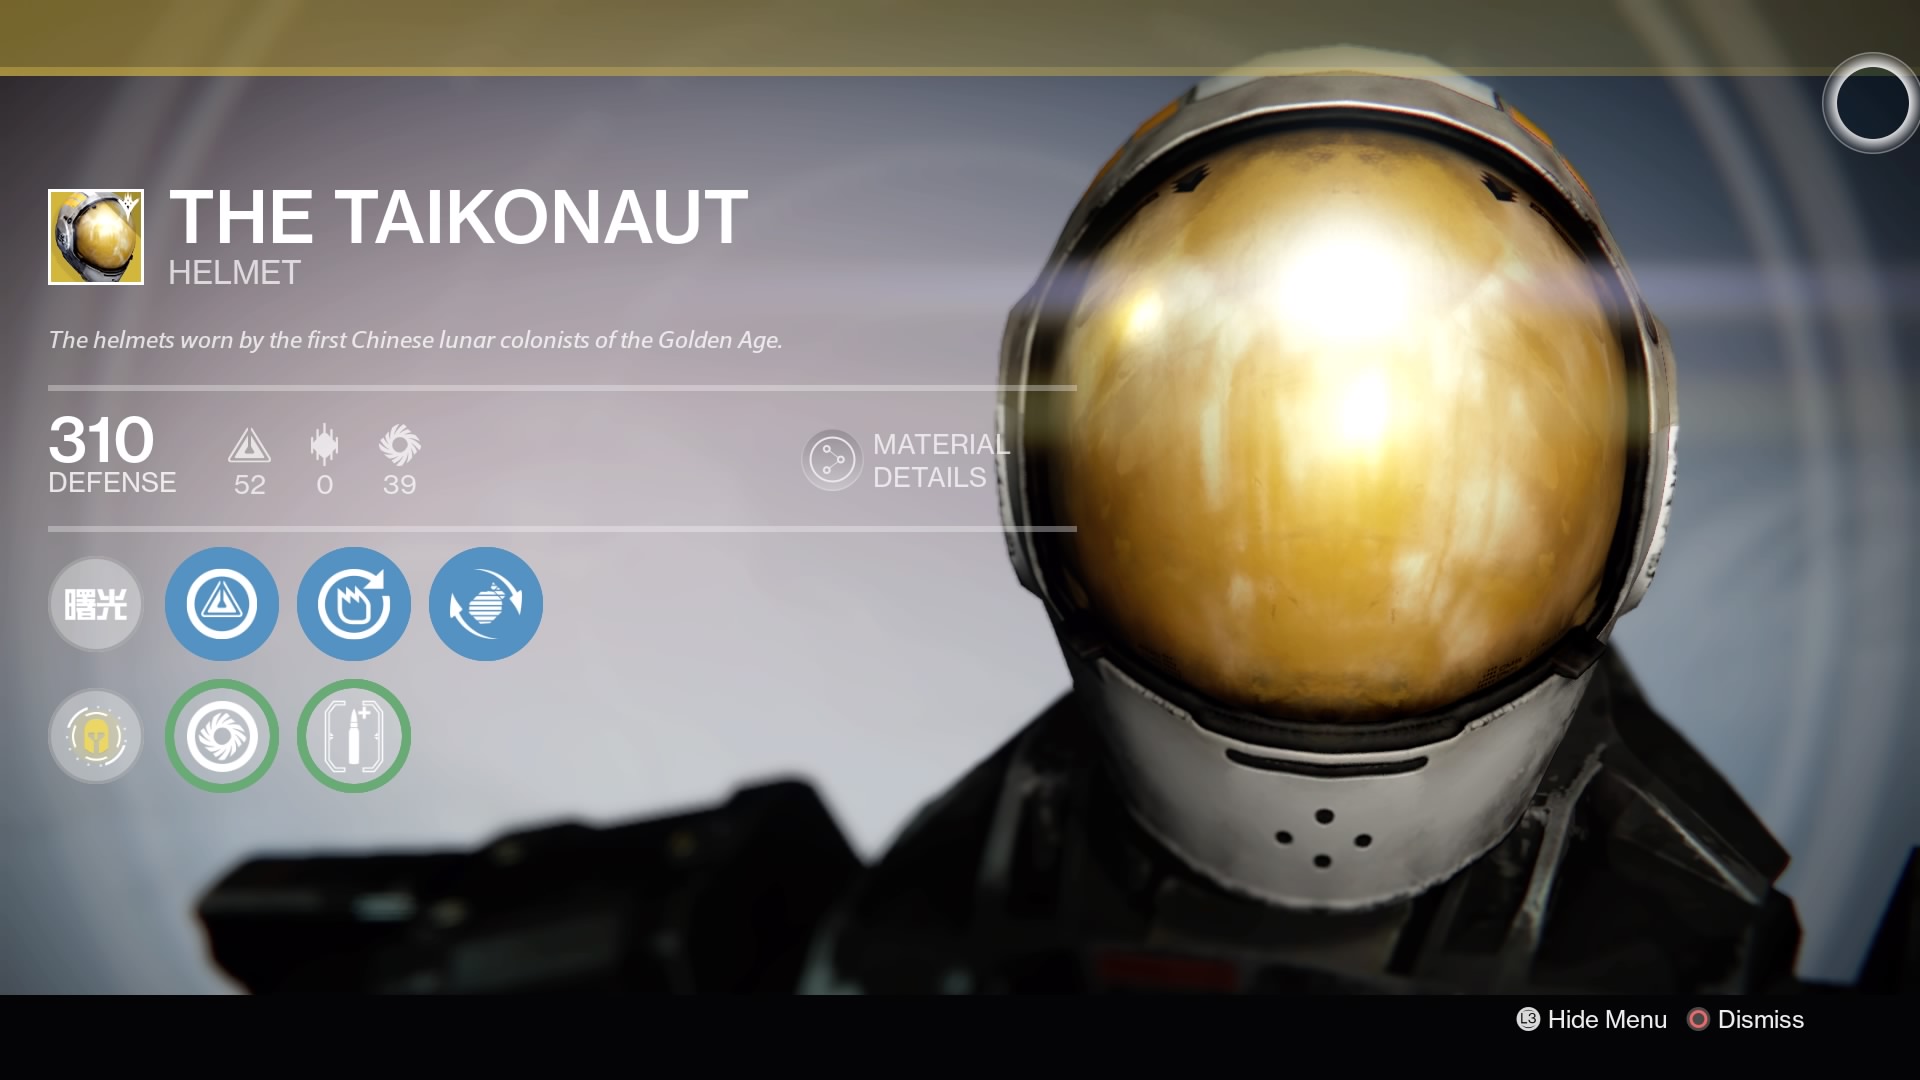 THE TAIKONAUT
HELMET
The helmets worn by the first Chinese lunar colonists of the Golden Age.
310
DEFENSE
52
0
39
MATERIAL
DETAILS
曙光
L3 Hide Menu
Dismiss